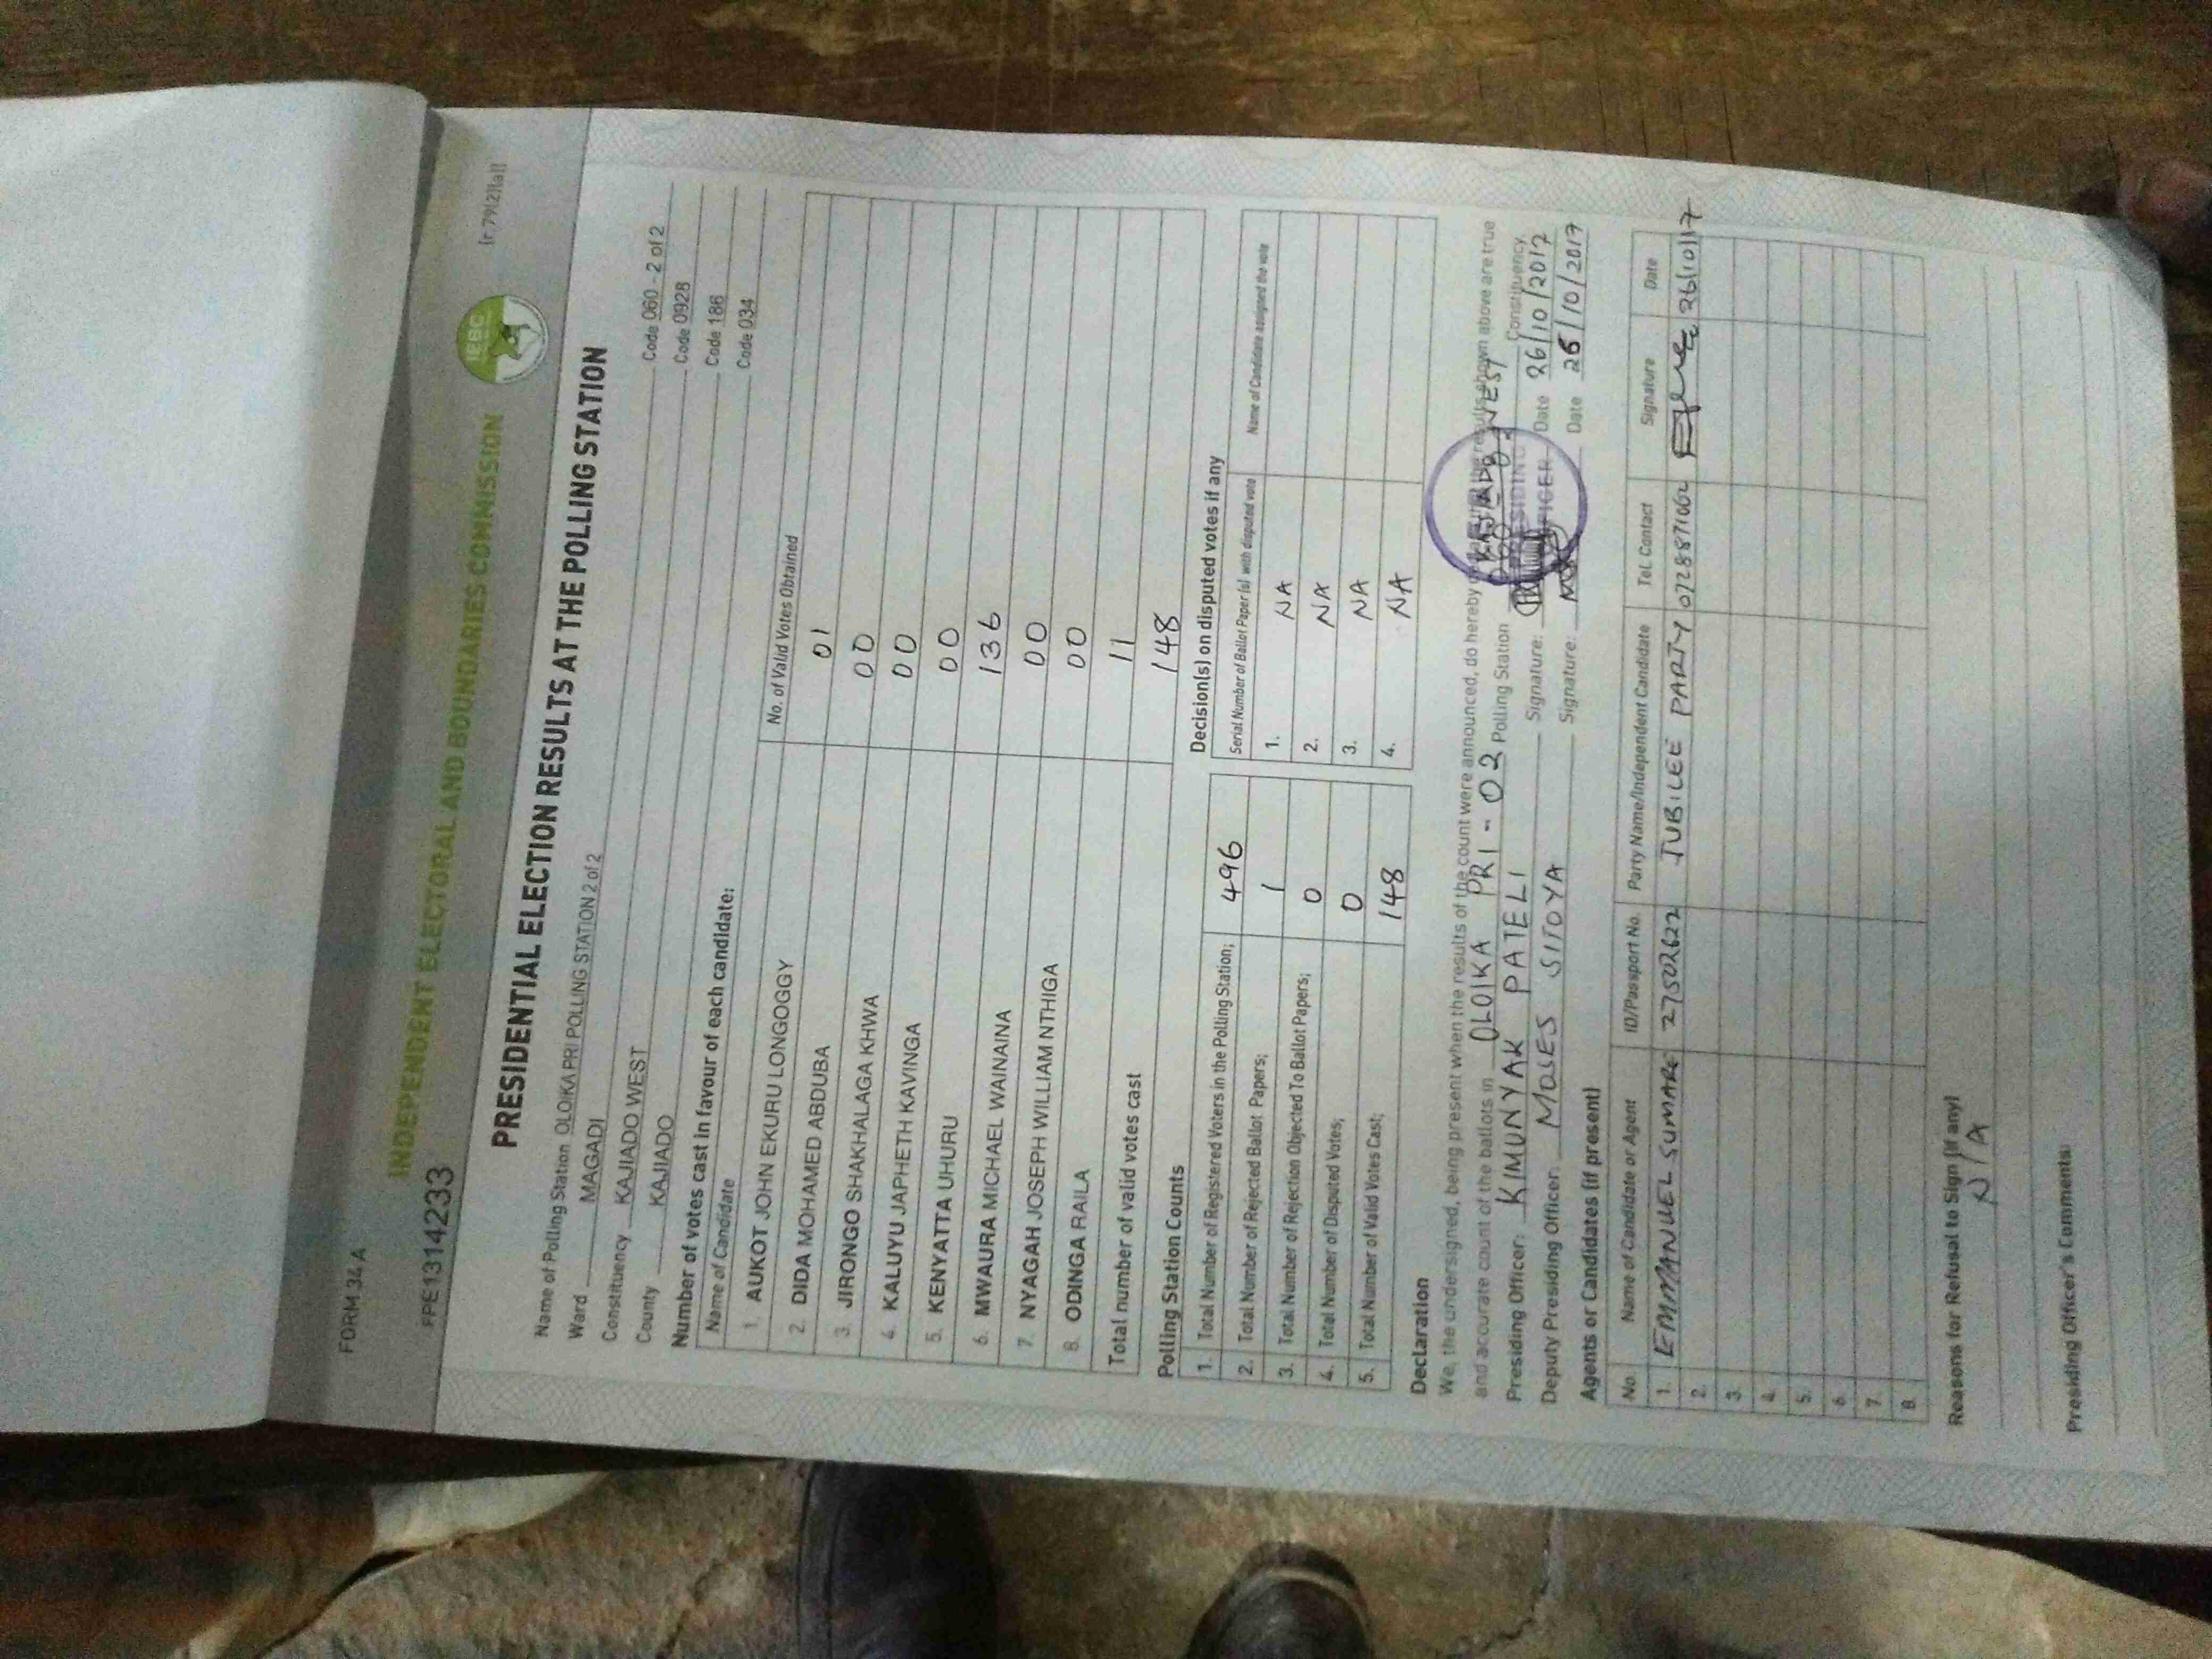 FORM 34 A
INDEPENDENT ELECTORAL AND BOUNDARIES COMMISSION
IEBC
(r.79(2)(a))
PPE1314233
PRESIDENTIAL ELECTION RESULTS AT THE POLLING STATION
Name of Polling Station OLOIKA PRI POLLING STATION 2 of 2 Code 060 - 2 of 2
Ward MAGADI Code 0928
Constituency KAJIADO WEST Code 186
County KAJIADO Code 034
Number of votes cast in favour of each candidate:
Name of Candidate No. of Valid Votes Obtained
1. AUKOT JOHN EKURU LONGOGGY 01
2. DIDA MOHAMED ABDUBA 00
3. JIRONGO SHAKHALAGA KHWA 00
4. KALUYU JAPHETH KAVINGA 00
5. KENYATTA UHURU 136
6. MWAURA MICHAEL WAINAINA 00
7. NYAGAH JOSEPH WILLIAM NTHIGA 00
8. ODINGA RAILA 11
Total number of valid votes cast 148
Polling Station Counts
1. Total Number of Registered Voters in the Polling Station; 496
2. Total Number of Rejected Ballot Papers; 1
3. Total Number of Rejection Objected To Ballot Papers; 0
4. Total Number of Disputed Votes; 0
5. Total Number of Valid Votes Cast; 148
Decision(s) on disputed votes if any
Serial Number of Ballot Paper (s) with disputed vote Name of Candidate assigned the vote
1. NA
2. NA
3. NA
4. NA
Declaration
We, the undersigned, being present when the results of the count were announced, do hereby results shown above are true
and accurate count of the ballots in OLOIKA PRI - 02 Polling Station WEST Constituency.
Presiding Officer: KIMUNYAK PATELI Signature: Date 26/10/2017
Deputy Presiding Officer: MOSES SITOYA Signature: Date 26/10/2017
PRESIDING OFFICER
Agents or Candidates (if present)
No. Name of Candidate or Agent ID/Passport No. Party Name/Independent Candidate Tel. Contact Signature Date
1. EMMANUEL SUMARE 27502622 JUBILEE PARTY 0728871662 26/10/17
2.
3.
4.
5.
6.
7.
8.
Reasons for Refusal to Sign (if any)
N/A
Presiding Officer's Comments: